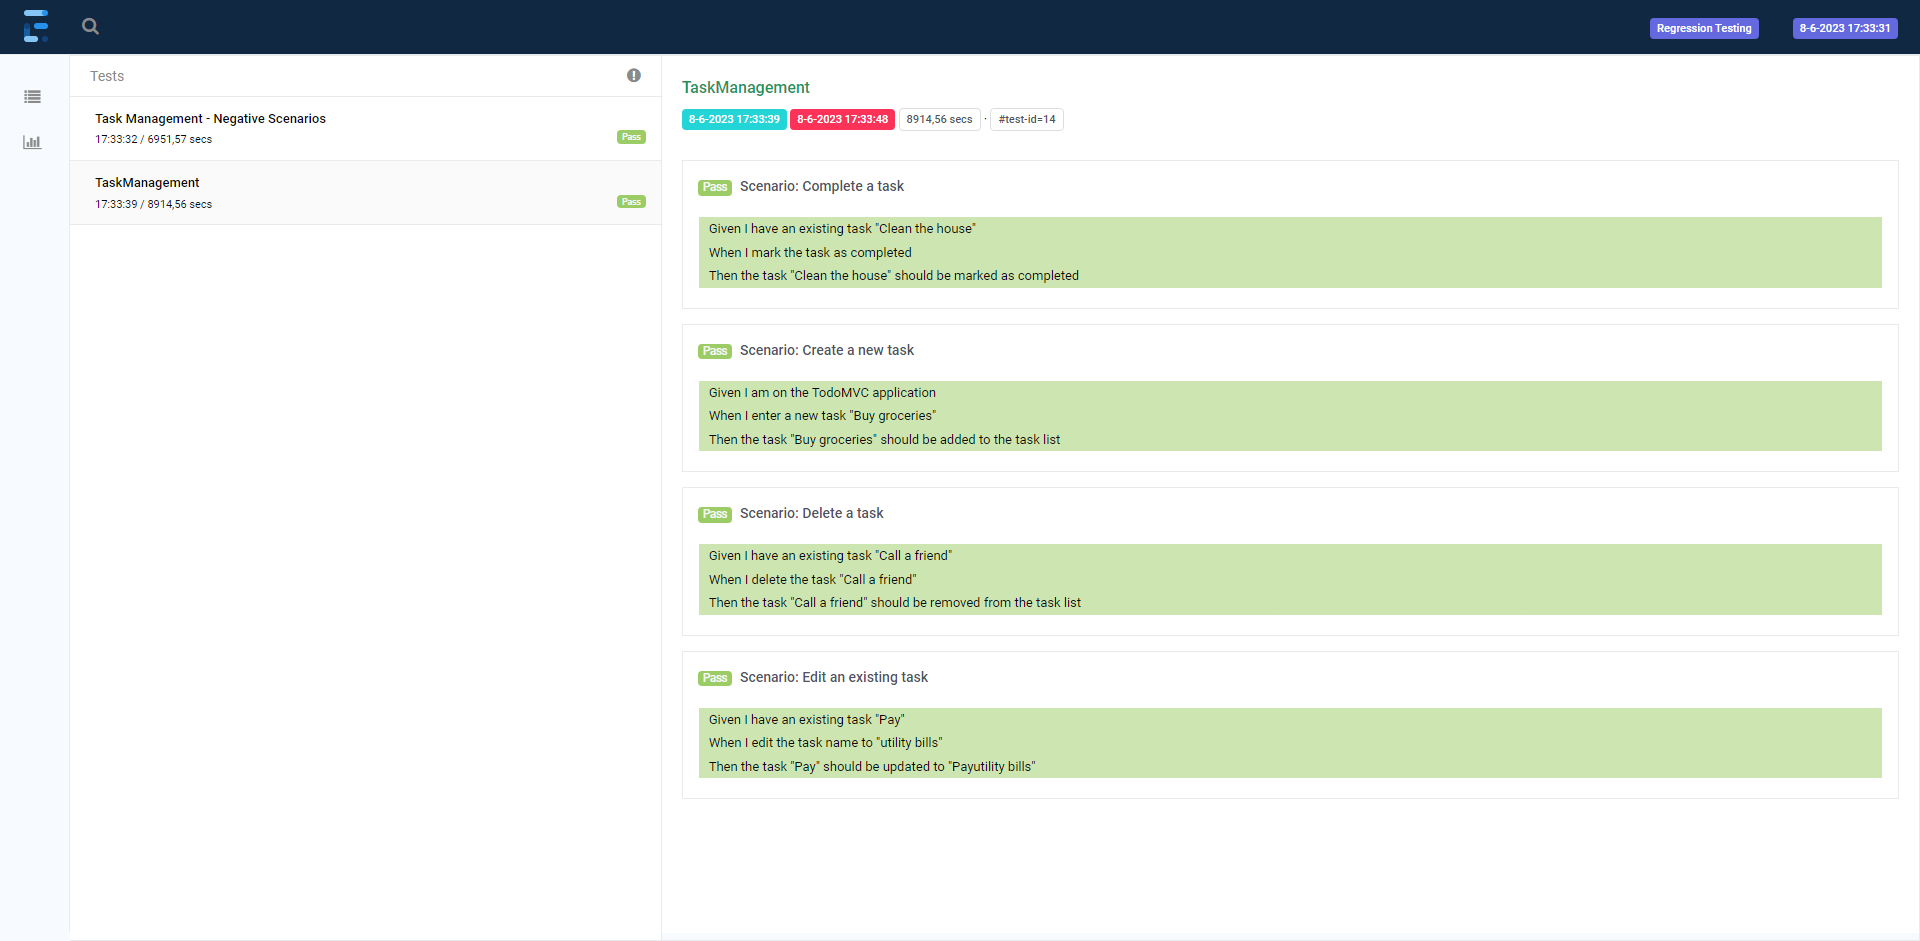 Regression Testing
8-6-2023 17:33:31
Tests
Task Management - Negative Scenarios
17:33:32 / 6951,57 secs
Pass
TaskManagement
17:33:39 / 8914,56 secs
Pass
TaskManagement
8-6-2023 17:33:39 8-6-2023 17:33:48 8914,56 secs · #test-id=14
Pass Scenario: Complete a task
Given I have an existing task "Clean the house"
When I mark the task as completed
Then the task "Clean the house" should be marked as completed
Pass Scenario: Create a new task
Given I am on the TodoMVC application
When I enter a new task "Buy groceries"
Then the task "Buy groceries" should be added to the task list
Pass Scenario: Delete a task
Given I have an existing task "Call a friend"
When I delete the task "Call a friend"
Then the task "Call a friend" should be removed from the task list
Pass Scenario: Edit an existing task
Given I have an existing task "Pay"
When I edit the task name to "utility bills"
Then the task "Pay" should be updated to "Payutility bills"